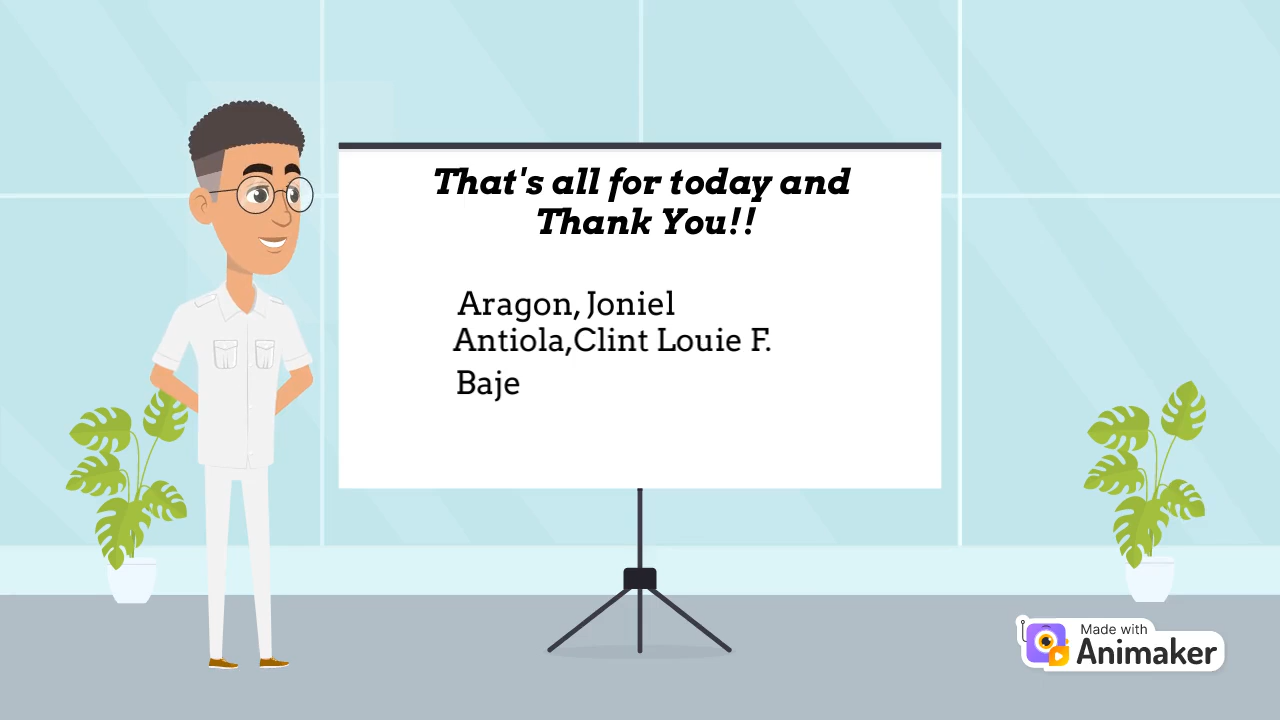 That's all for today and
Thank You!!
Aragon, Joniel
Antiola,Clint Louie F.
Baje
Made with
Animaker